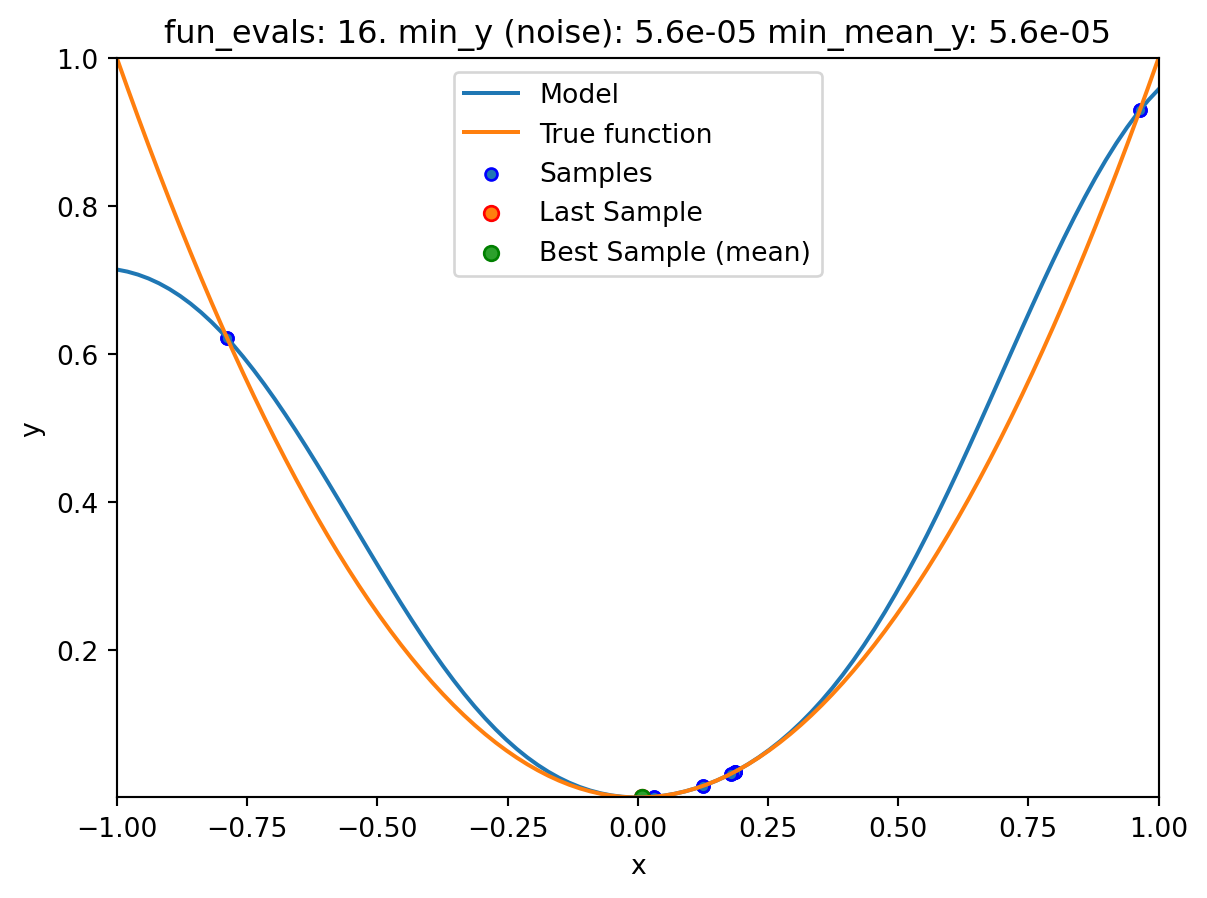 fun_evals: 16. min_y (noise): 5.6e-05 min_mean_y: 5.6e-05
Model
True function
Samples
Last Sample
Best Sample (mean)
1.0
0.8
0.6
0.4
0.2
y
−1.00 −0.75 −0.50 −0.25 0.00 0.25 0.50 0.75 1.00
x